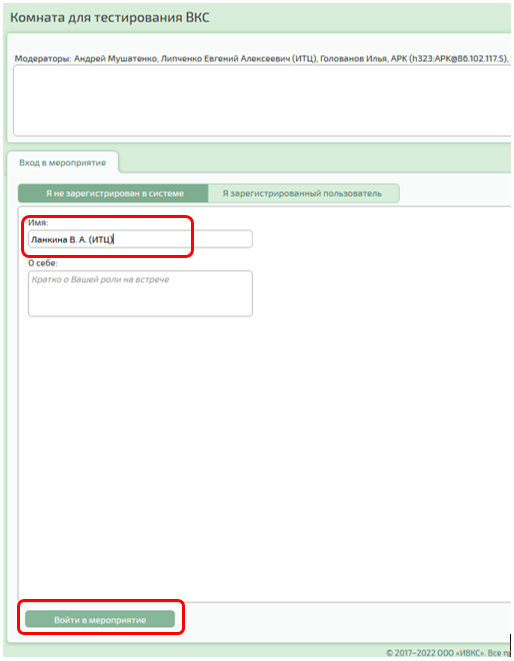 Комната для тестирования ВКС
Модераторы: Андрей Мушатенко, Липченко Евгений Алексеевич (ИТЦ), Голованов Илья, АРК (h323:АРК@86.102.117.5),
Вход в мероприятие
Я не зарегистрирован в системе
Я зарегистрированный пользователь
Имя:
Ланкина В. А. (ИТЦ)
О себе:
Кратко о Вашей роли на встрече
Войти в мероприятие
© 2017–2022 ООО «ИВКС». Все